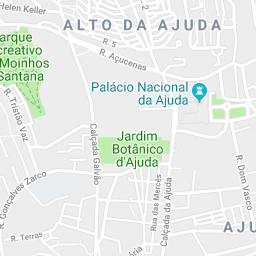 Helen Keller
ALTO DA AJUDA
R. 5
R. Açucenas
Parque
creativo
Moinhos
Santana
Palácio Nacional
da Ajuda
R. Tristão Vaz
Calçada Galvão
Jardim
Botânico
d'Ajuda
R. Gonçalves Zarco
Rua das Mercês
Calçada da Ajuda
R. Dom Vasco
R. Terras
AJU